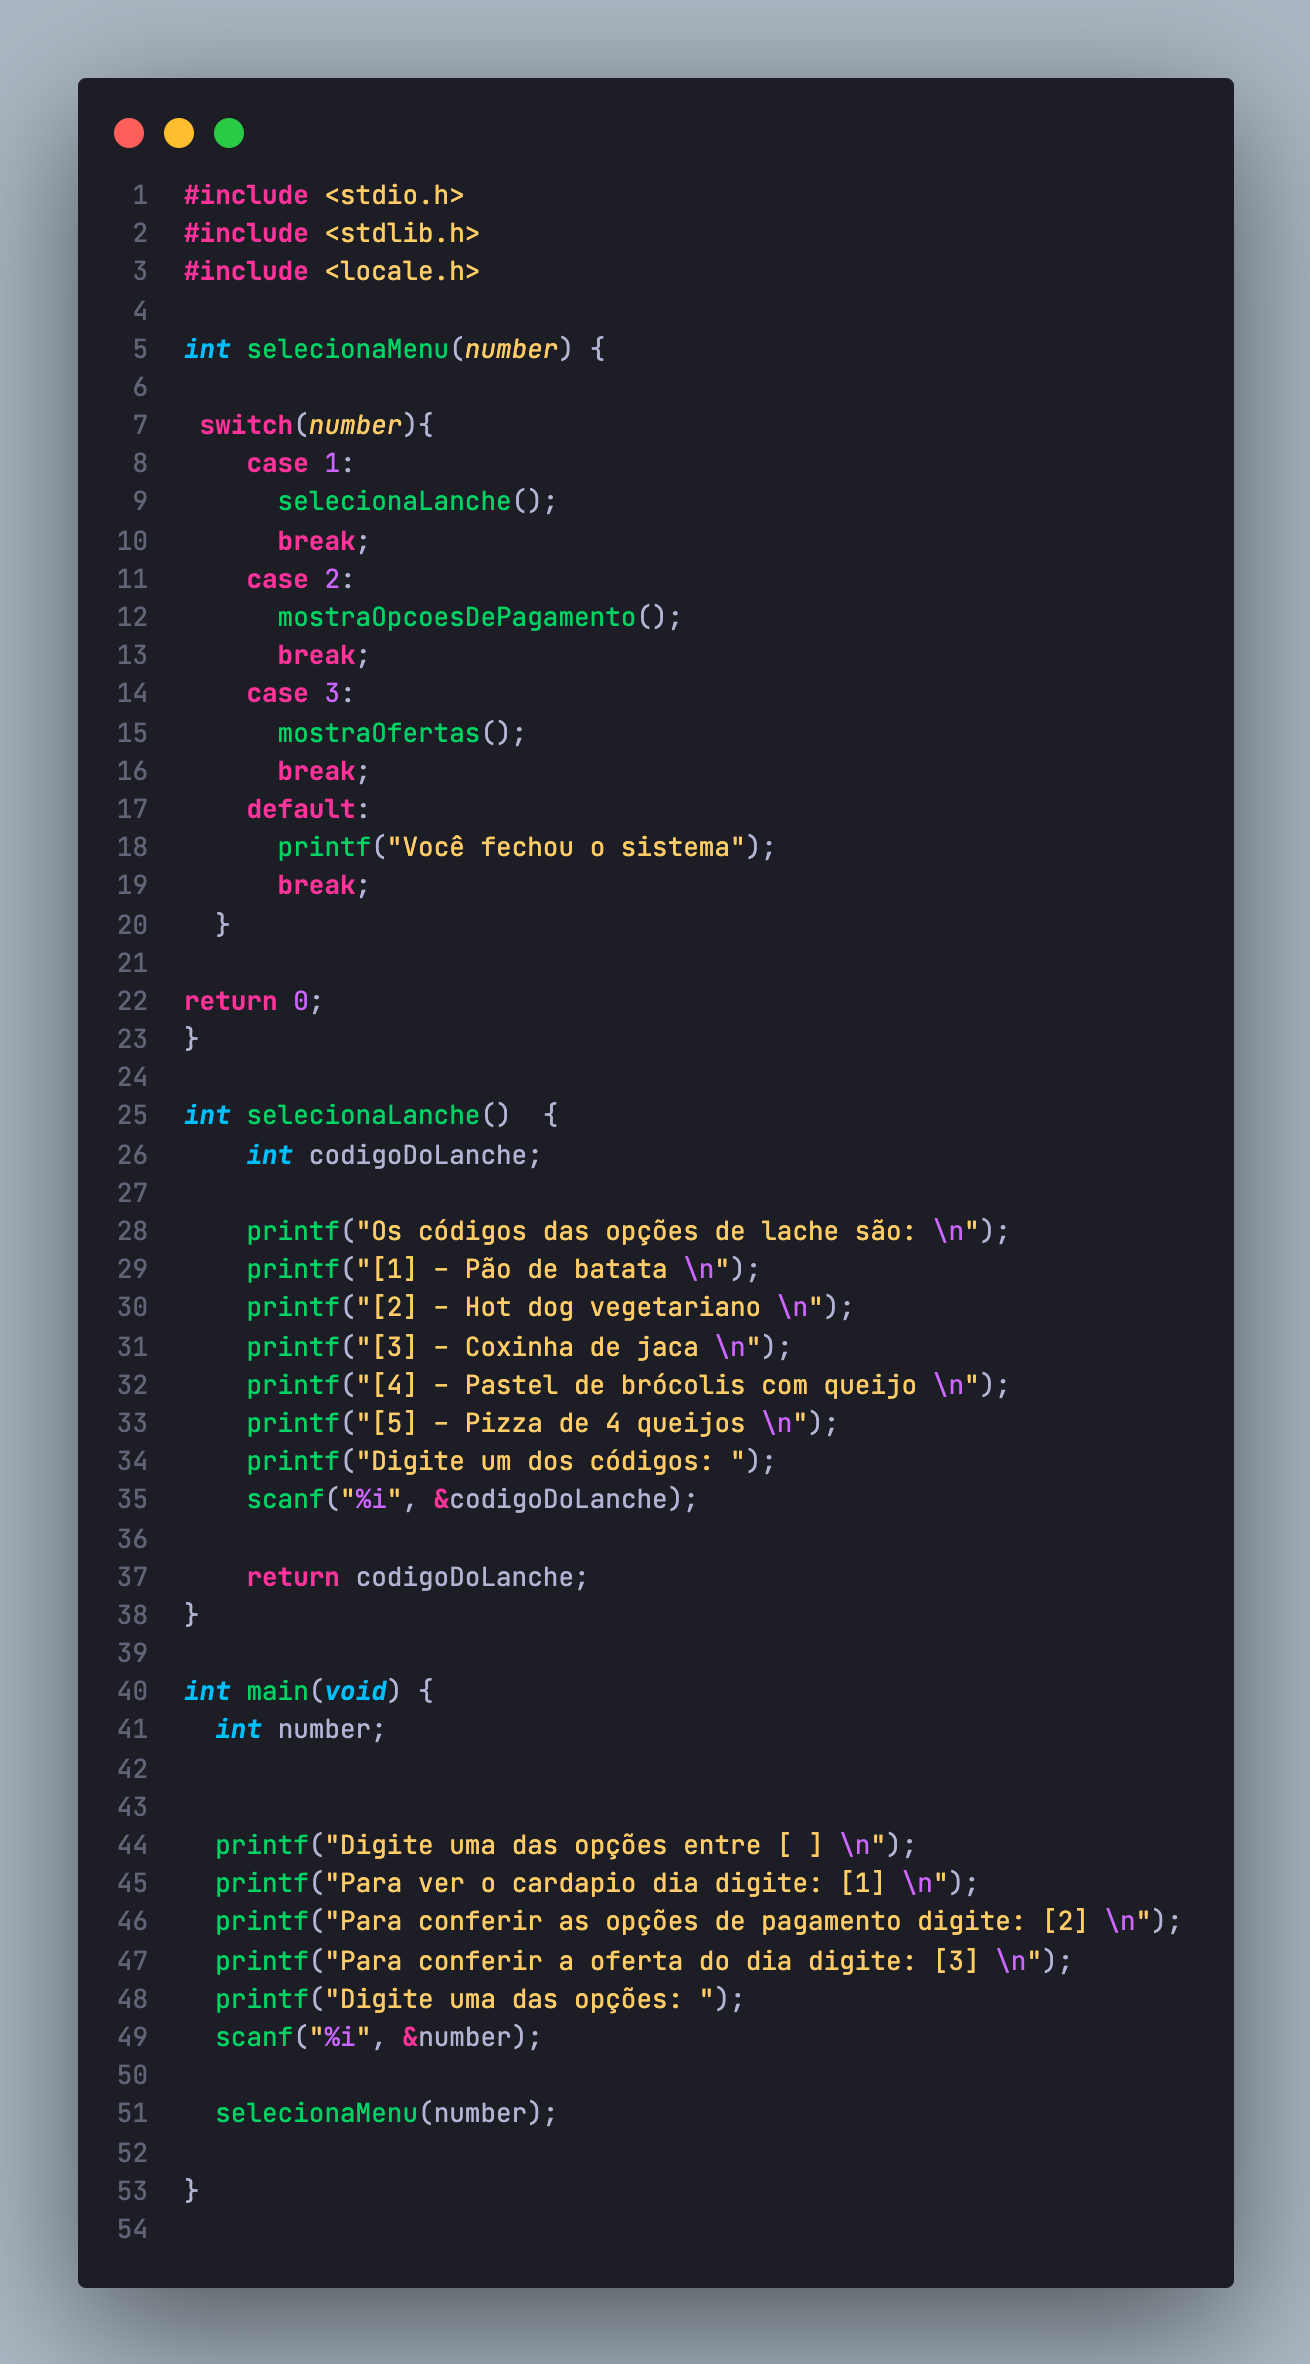 1 #include <stdio.h>
2 #include <stdlib.h>
3 #include <locale.h>
4
5 int selecionaMenu(number) {
6
7  switch(number){
8     case 1:
9       selecionaLanche();
10       break;
11     case 2:
12       mostraOpcoesDePagamento();
13       break;
14     case 3:
15       mostraOfertas();
16       break;
17     default:
18       printf("Você fechou o sistema");
19       break;
20   }
21
22 return 0;
23 }
24
25 int selecionaLanche()  {
26     int codigoDoLanche;
27
28     printf("Os códigos das opções de lache são: \n");
29     printf("[1] - Pão de batata \n");
30     printf("[2] - Hot dog vegetariano \n");
31     printf("[3] - Coxinha de jaca \n");
32     printf("[4] - Pastel de brócolis com queijo \n");
33     printf("[5] - Pizza de 4 queijos \n");
34     printf("Digite um dos códigos: ");
35     scanf("%i", &codigoDoLanche);
36
37     return codigoDoLanche;
38 }
39
40 int main(void) {
41   int number;
42
43
44   printf("Digite uma das opções entre [ ] \n");
45   printf("Para ver o cardapio dia digite: [1] \n");
46   printf("Para conferir as opções de pagamento digite: [2] \n");
47   printf("Para conferir a oferta do dia digite: [3] \n");
48   printf("Digite uma das opções: ");
49   scanf("%i", &number);
50
51   selecionaMenu(number);
52
53 }
54